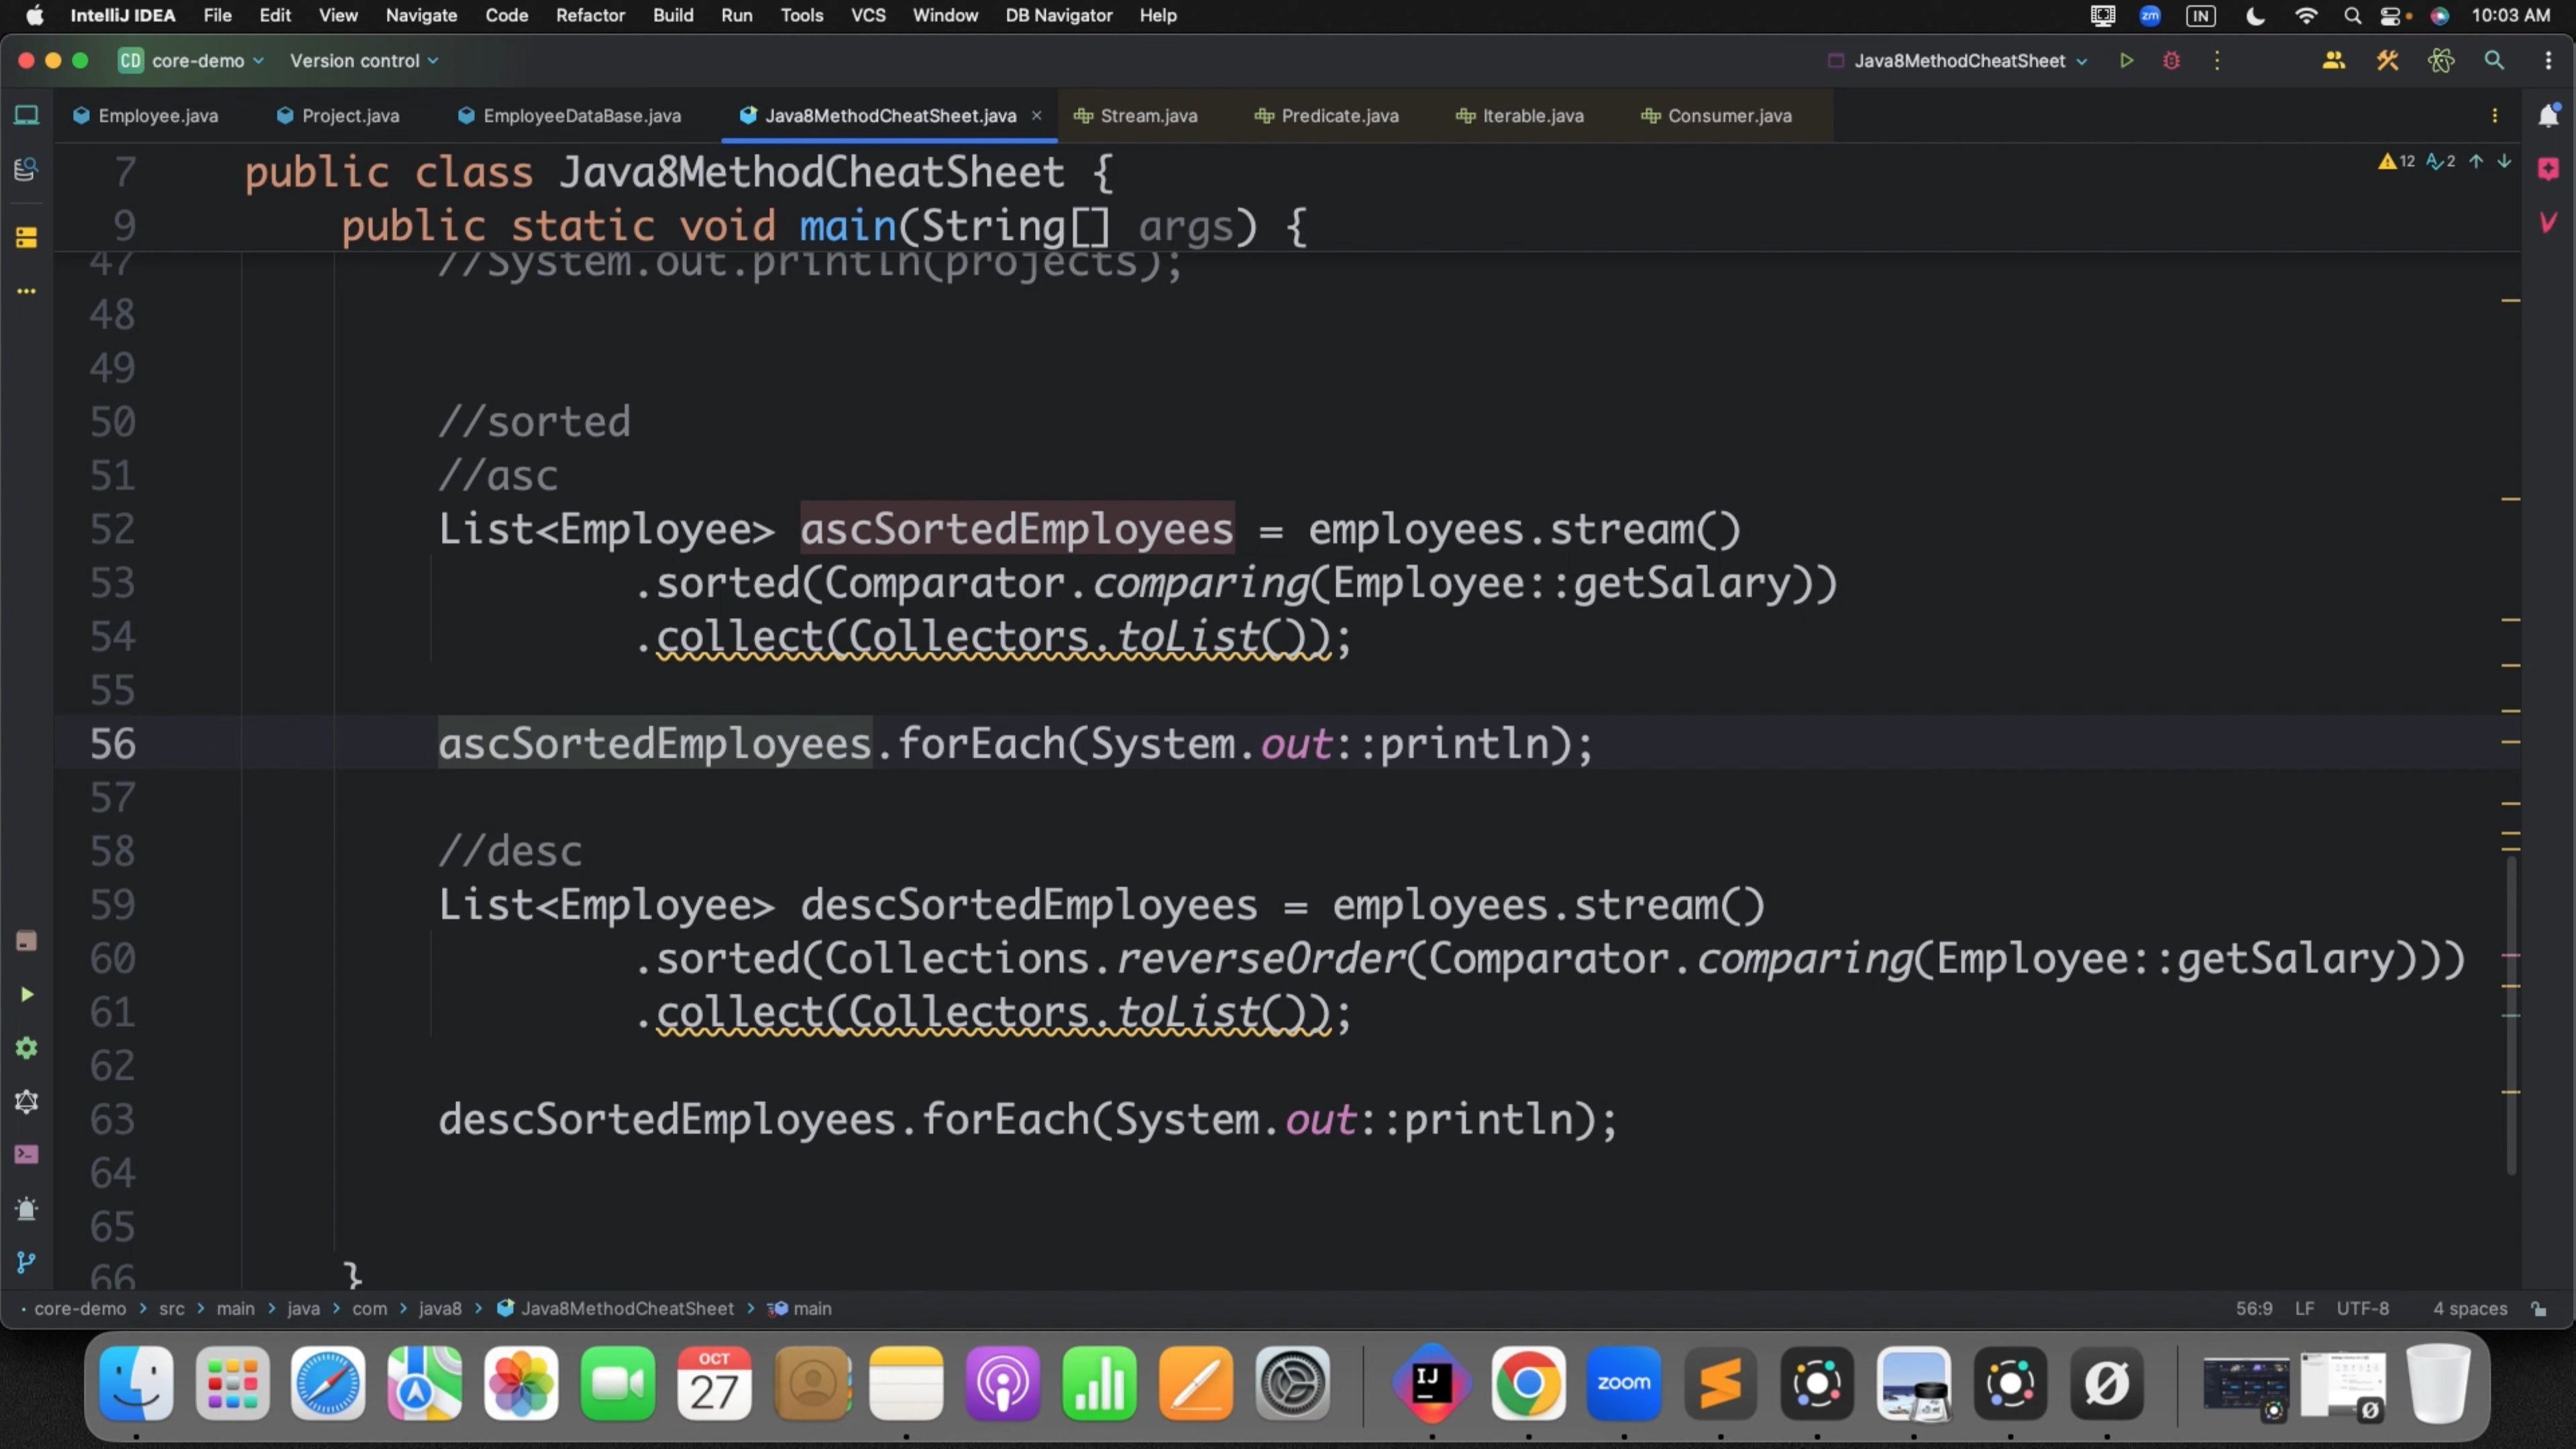 IntelliJ IDEA File Edit View Navigate Code Refactor Build Run Tools VCS Window DB Navigator Help zm IN 10:03 AM
CD core-demo Version control Java8MethodCheatSheet
Employee.java Project.java EmployeeDataBase.java Java8MethodCheatSheet.java Stream.java Predicate.java Iterable.java Consumer.java
7 public class Java8MethodCheatSheet { 12 2
9 public static void main(String[] args) {
47 //System.out.println(projects);
48
49
50 //sorted
51 //asc
52 List<Employee> ascSortedEmployees = employees.stream()
53 .sorted(Comparator.comparing(Employee::getSalary))
54 .collect(Collectors.toList());
55
56 ascSortedEmployees.forEach(System.out::println);
57
58 //desc
59 List<Employee> descSortedEmployees = employees.stream()
60 .sorted(Collections.reverseOrder(Comparator.comparing(Employee::getSalary)))
61 .collect(Collectors.toList());
62
63 descSortedEmployees.forEach(System.out::println);
64
65
66 }
core-demo > src > main > java > com > java8 > Java8MethodCheatSheet > main 56:9 LF UTF-8 4 spaces
OCT
27
IJ
zoom